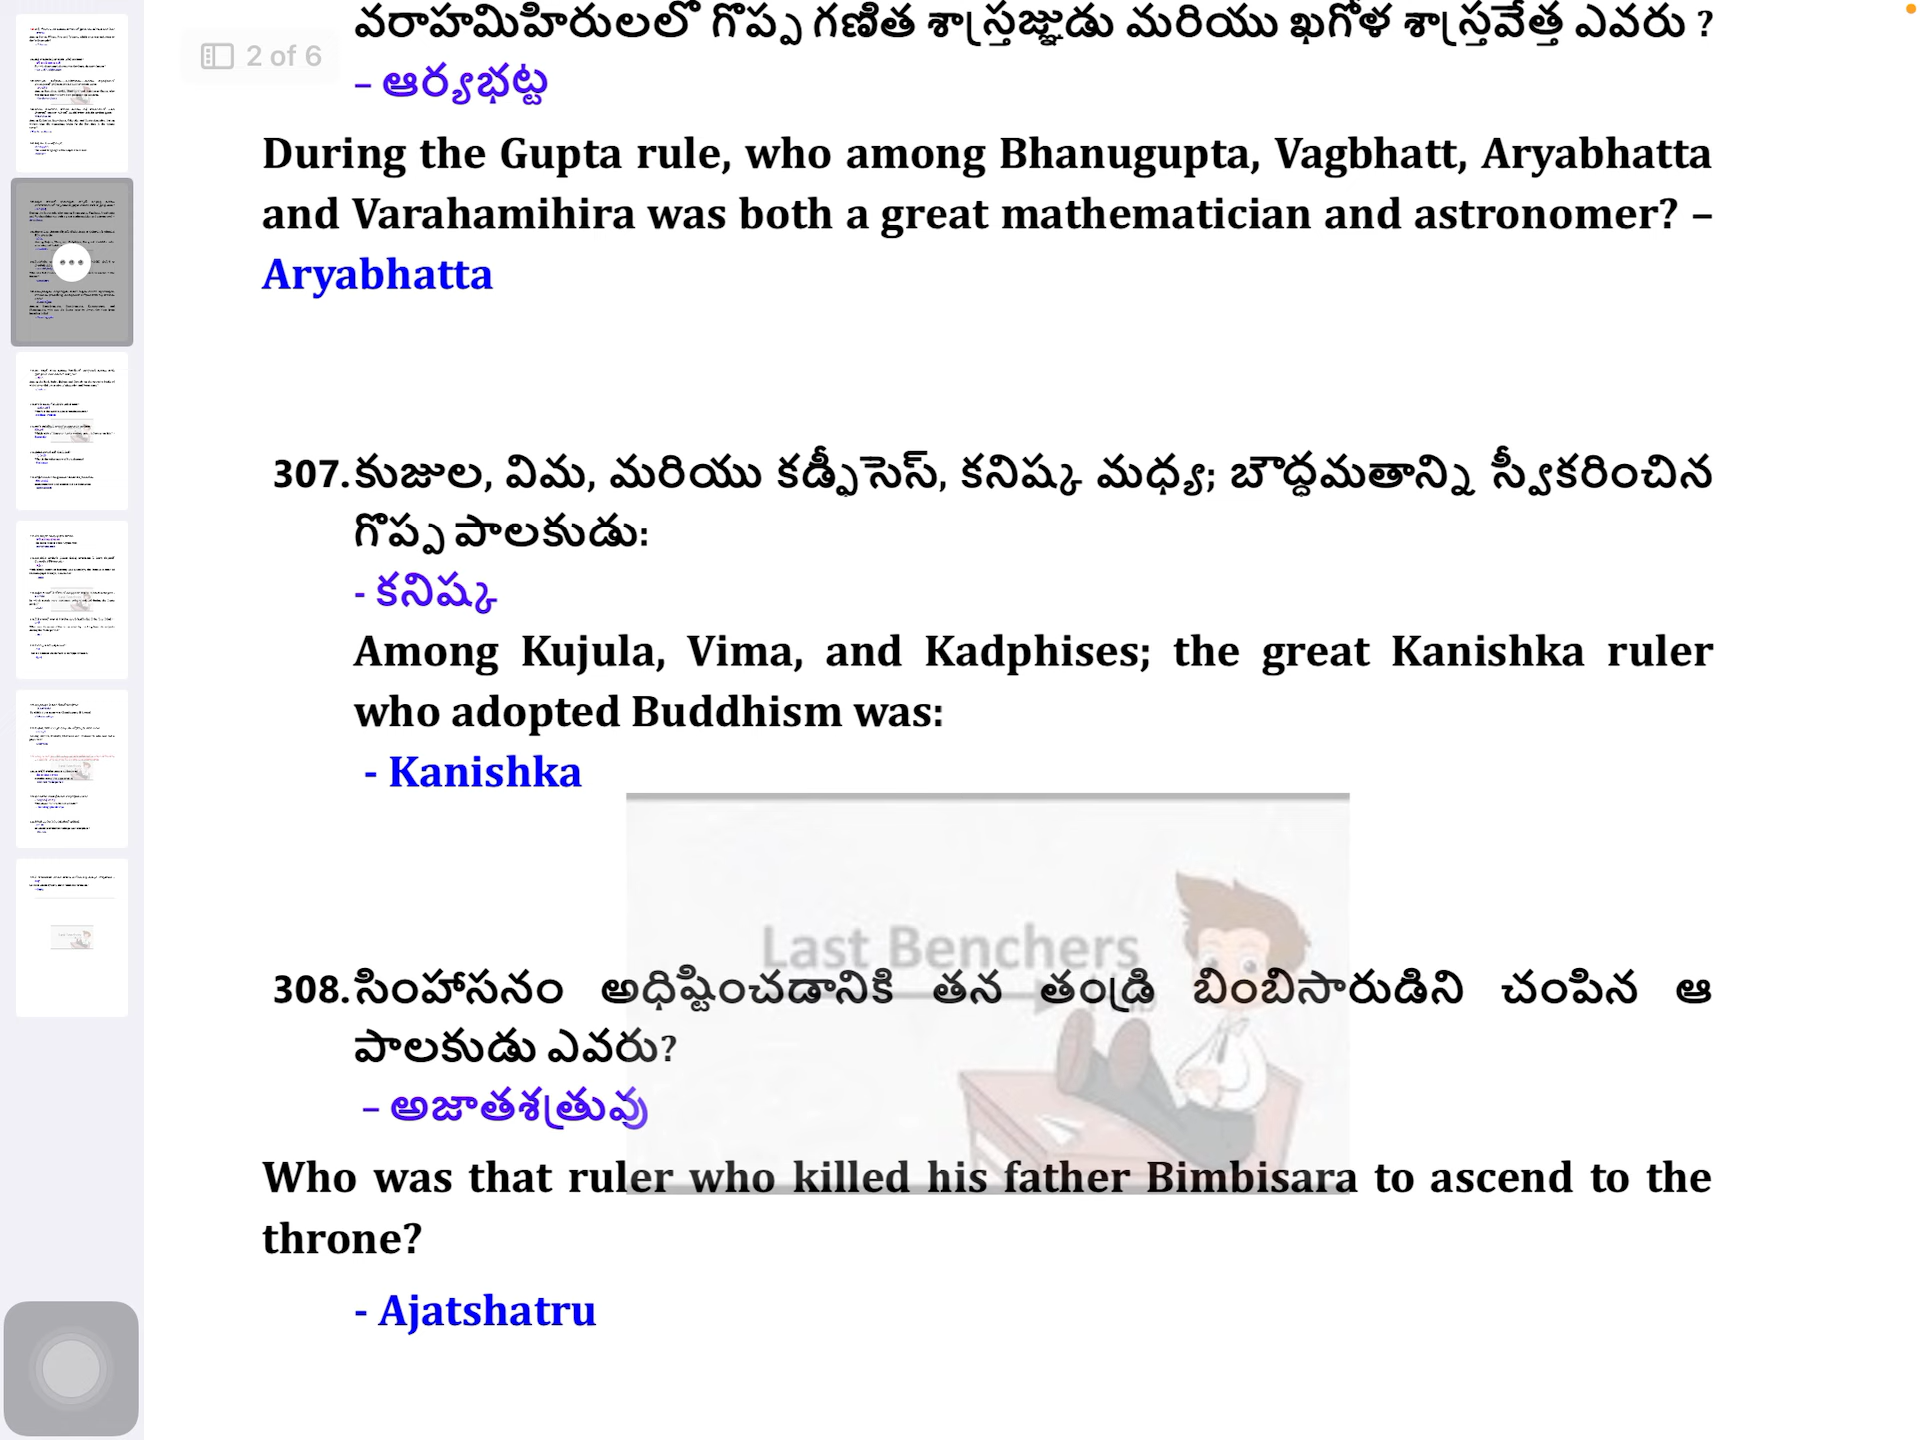 వరాహమిహిరులలో గొప్ప గణిత శాస్త్రజ్ఞుడు మరియు ఖగోళ శాస్త్రవేత్త ఎవరు ?
2 of 6
– ఆర్యభట్ట
During the Gupta rule, who among Bhanugupta, Vagbhatt, Aryabhatta
and Varahamihira was both a great mathematician and astronomer? –
Aryabhatta
307. కుజుల, విమ, మరియు కడ్ఫీసెస్, కనిష్క మధ్య; బౌద్ధమతాన్ని స్వీకరించిన
గొప్ప పాలకుడు:
- కనిష్క
Among Kujula, Vima, and Kadphises; the great Kanishka ruler
who adopted Buddhism was:
- Kanishka
Last Benchers
308. సింహాసనం అధిష్టించడానికి తన తండ్రి బింబిసారుడిని చంపిన ఆ
పాలకుడు ఎవరు?
– అజాతశత్రువు
Who was that ruler who killed his father Bimbisara to ascend to the
throne?
- Ajatshatru